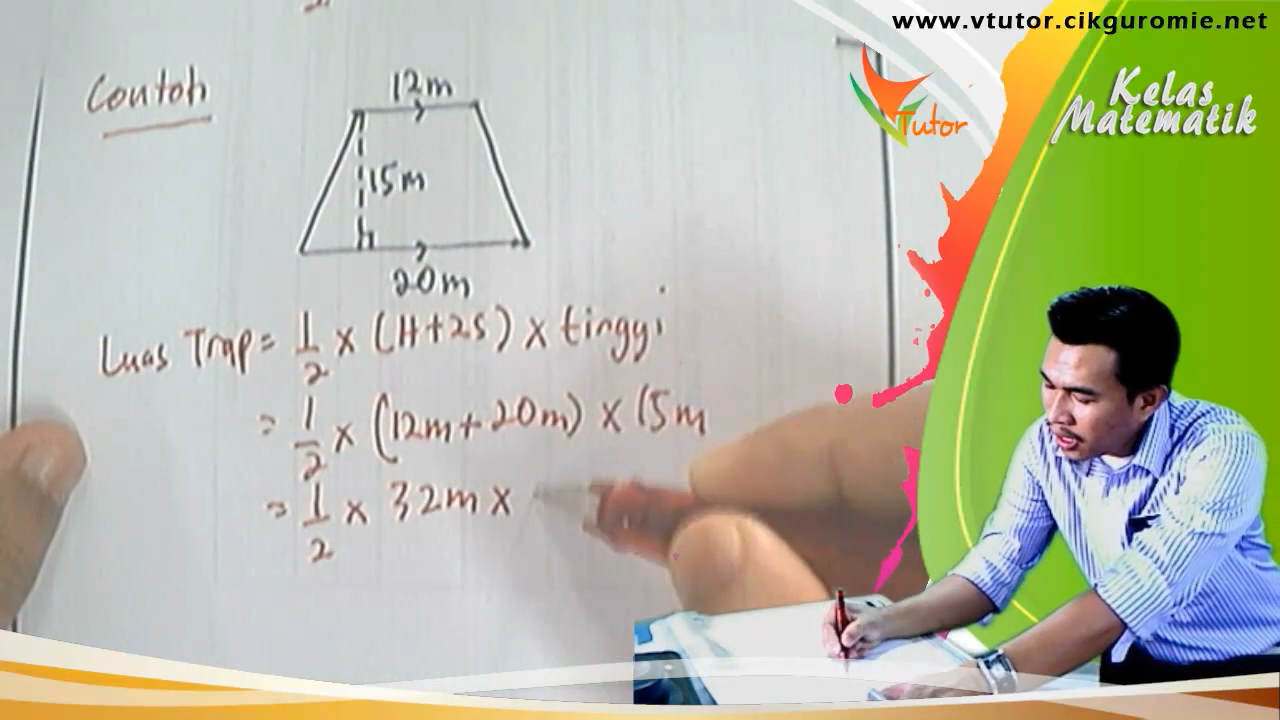 www.vtutor.cikguromie.net
Kelas
Matematik
Tutor
Contoh
12m
15m
20m
Luas Trap = 1/2 x (H+2S) x tinggi
= 1/2 x (12m + 20m) x 15m
= 1/2 x 32m x